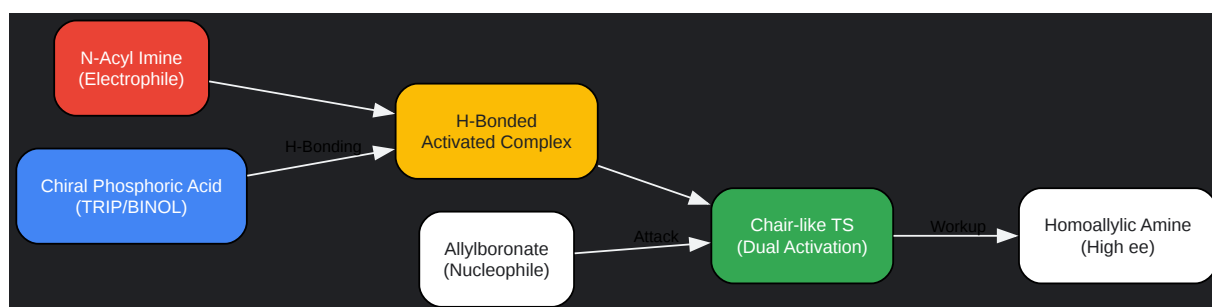 N-Acyl Imine
(Electrophile)
H-Bonding
Chiral Phosphoric Acid
(TRIP/BINOL)
H-Bonded
Activated Complex
Allylboronate
(Nucleophile)
Attack
Chair-like TS
(Dual Activation)
Workup
Homoallylic Amine
(High ee)